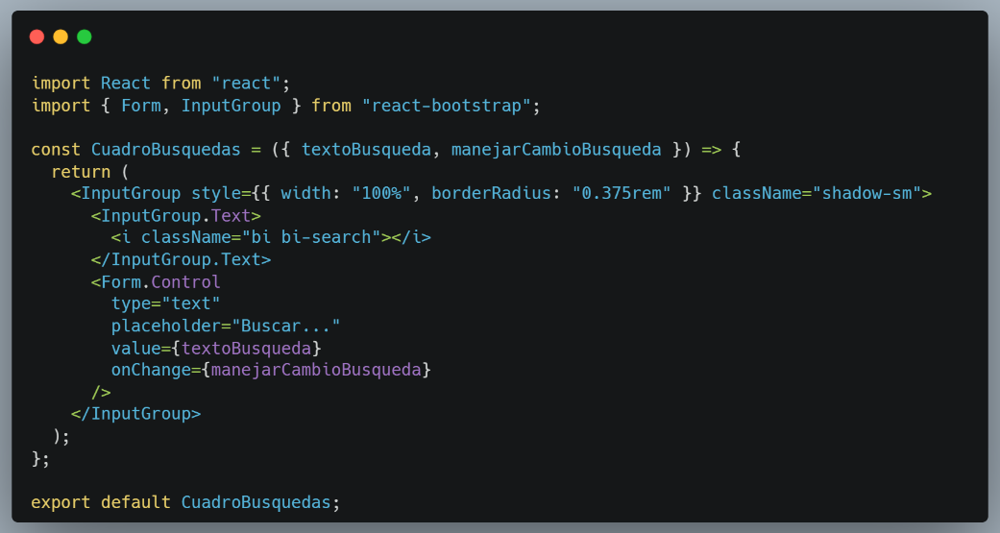 import React from "react";
import { Form, InputGroup } from "react-bootstrap";

const CuadroBusquedas = ({ textoBusqueda, manejarCambioBusqueda }) => {
  return (
    <InputGroup style={{ width: "100%", borderRadius: "0.375rem" }} className="shadow-sm">
      <InputGroup.Text>
        <i className="bi bi-search"></i>
      </InputGroup.Text>
      <Form.Control
        type="text"
        placeholder="Buscar..."
        value={textoBusqueda}
        onChange={manejarCambioBusqueda}
      />
    </InputGroup>
  );
};

export default CuadroBusquedas;